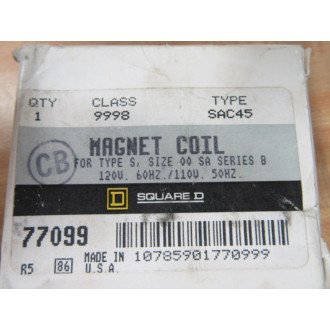 QTY CLASS TYPE
1 9998 SAC45
CB
MAGNET COIL
FOR TYPE S, SIZE 00 SA SERIES B
120V. 60HZ./110V. 50HZ.
D SQUARE D
77099
R5 86 MADE IN U.S.A. 10785901770999